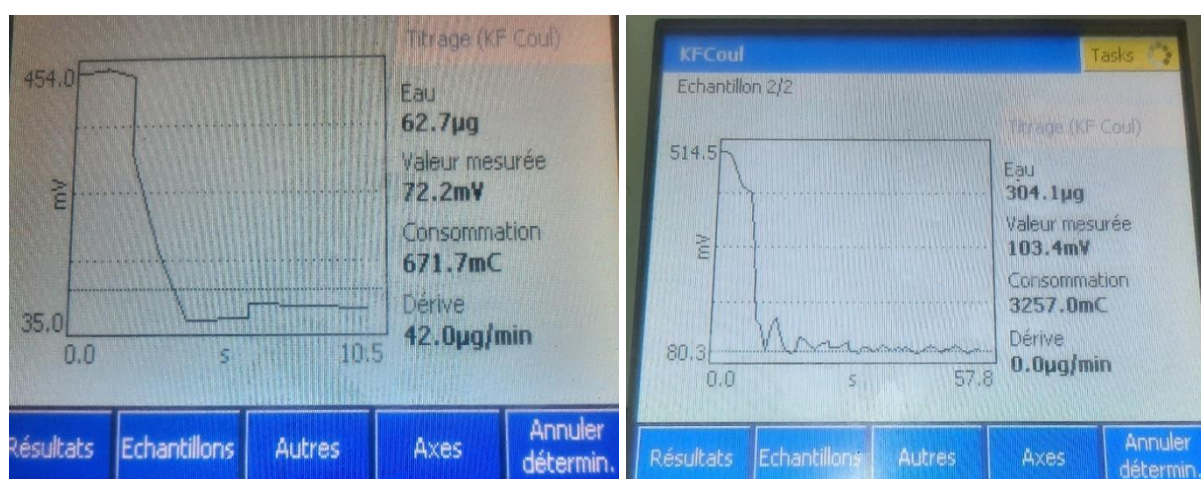 Titrage (KF Coul)
454.0
mV
35.0
0.0
s
10.5
Eau
62.7µg
Valeur mesurée
72.2mV
Consommation
671.7mC
Dérive
42.0µg/min
Résultats
Echantillons
Autres
Axes
Annuler
détermin.
KFCoul
Tasks
Echantillon 2/2
Titrage (KF Coul)
514.5
mV
80.3
0.0
s
57.8
Eau
304.1µg
Valeur mesurée
103.4mV
Consommation
3257.0mC
Dérive
0.0µg/min
Résultats
Echantillons
Autres
Axes
Annuler
détermin.